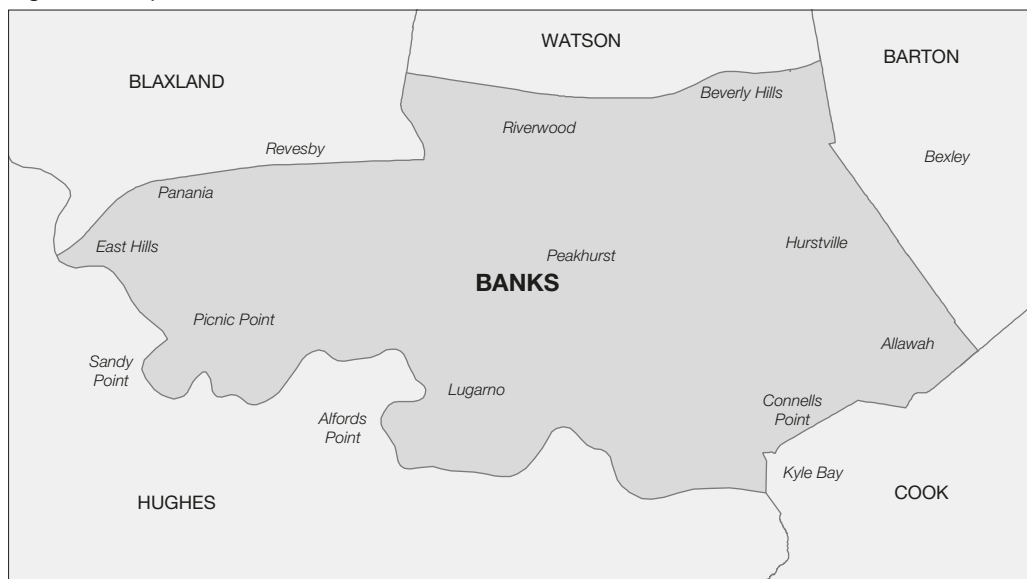 WATSON
BARTON
BLAXLAND
Beverly Hills
Riverwood
Revesby
Bexley
Panania
East Hills
Hurstville
Peakhurst
BANKS
Picnic Point
Allawah
Sandy
Point
Lugarno
Connells
Point
Alfords
Point
Kyle Bay
HUGHES
COOK